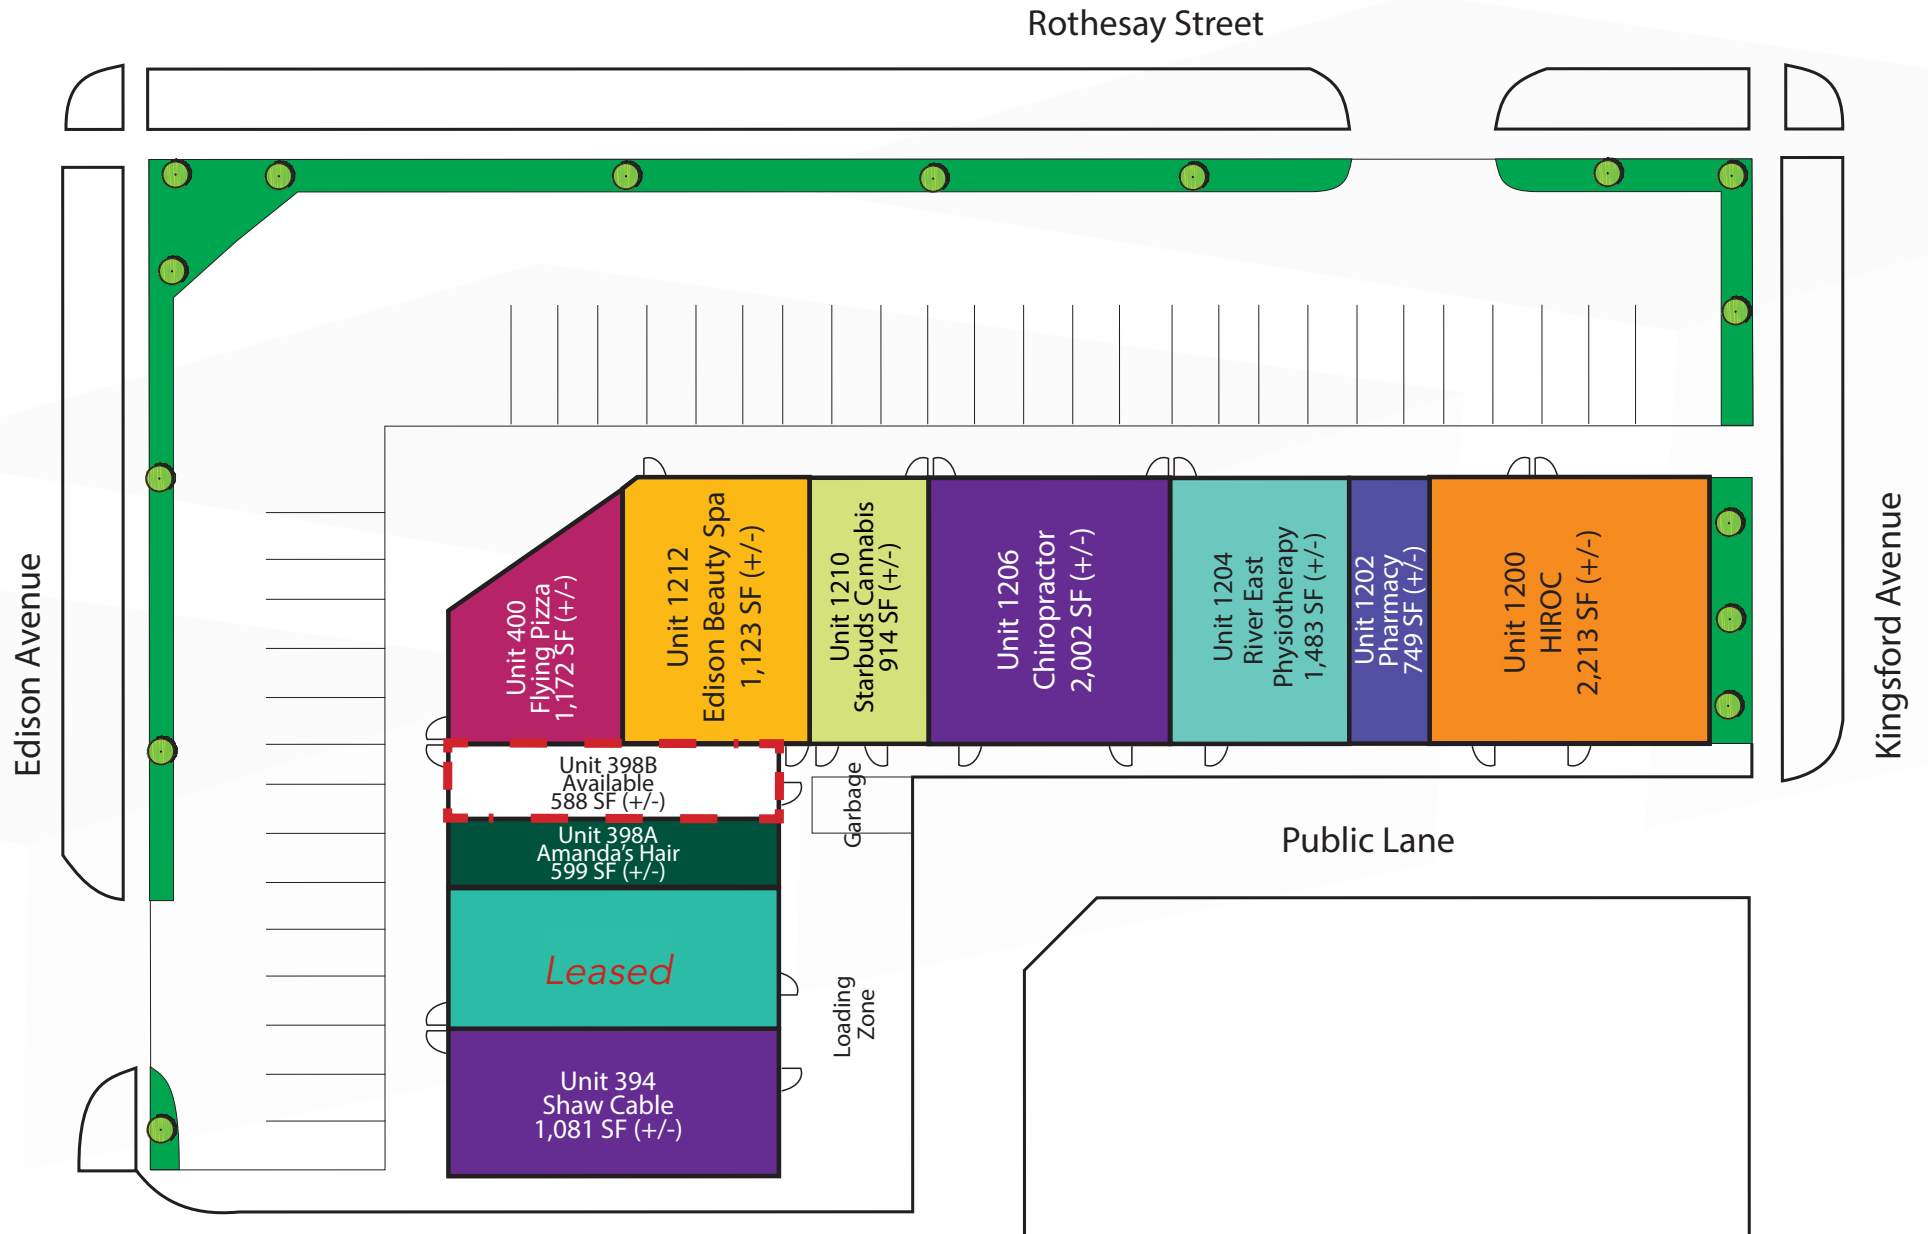 Rothesay Street
Edison Avenue
Kingsford Avenue
Unit 400
Flying Pizza
1,172 SF (+/-)
Unit 1212
Edison Beauty Spa
1,123 SF (+/-)
Unit 1210
Starbuds Cannabis
914 SF (+/-)
Unit 1206
Chiropractor
2,002 SF (+/-)
Unit 1204
River East
Physiotherapy
1,483 SF (+/-)
Unit 1202
Pharmacy
749 SF (+/-)
Unit 1200
HIROC
2,213 SF (+/-)
Unit 398B
Available
588 SF (+/-)
Garbage
Unit 398A
Amanda's Hair
599 SF (+/-)
Public Lane
Leased
Loading
Zone
Unit 394
Shaw Cable
1,081 SF (+/-)